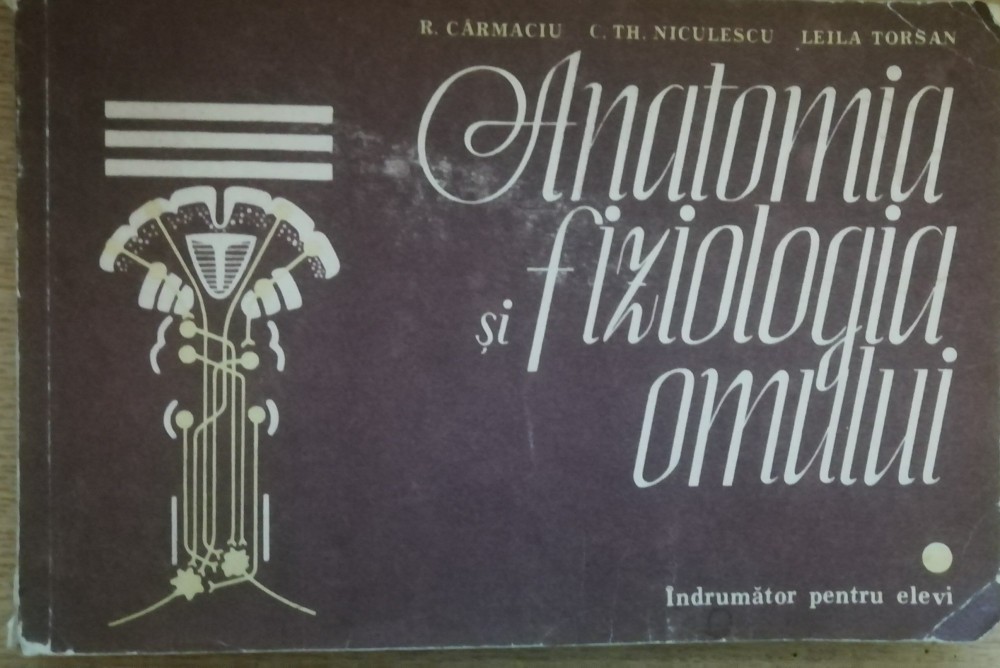 R. CÂRMACIU C. TH. NICULESCU LEILA TORSAN
Anatomia
și fiziologia
omului
Îndrumător pentru elevi